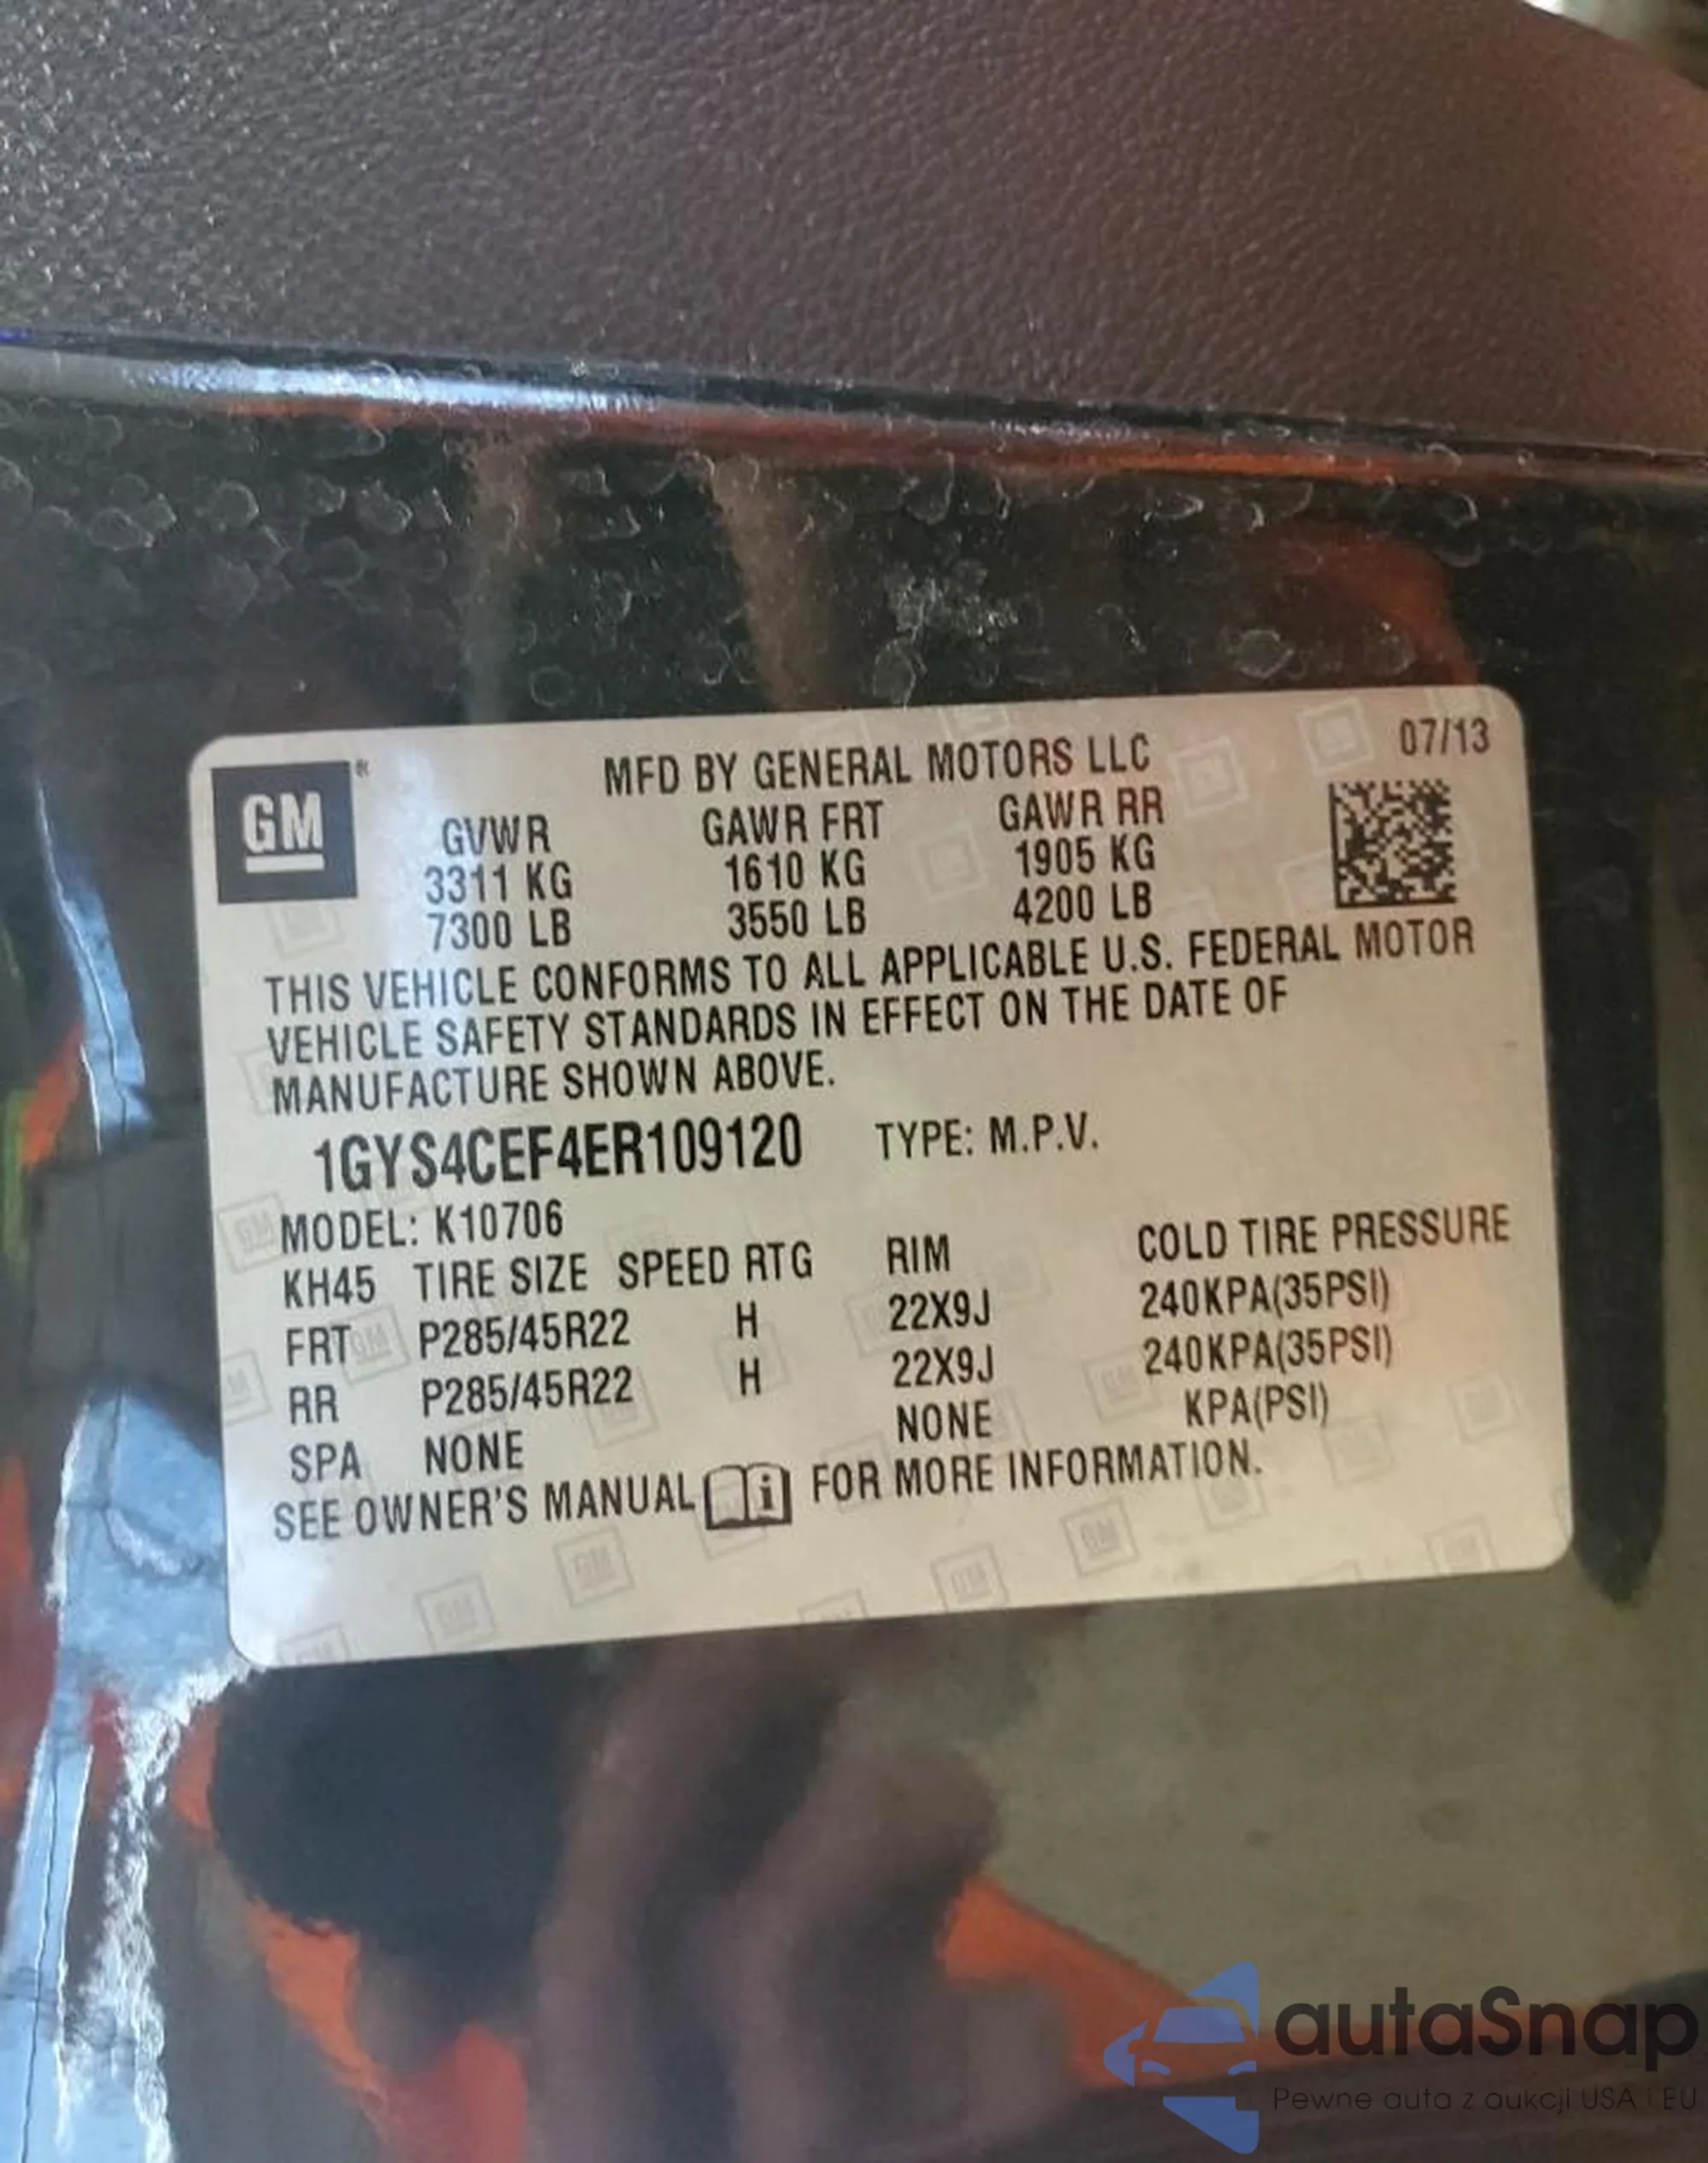 MFD BY GENERAL MOTORS LLC 07/13
GM®
GVWR GAWR FRT GAWR RR
3311 KG 1610 KG 1905 KG
7300 LB 3550 LB 4200 LB
THIS VEHICLE CONFORMS TO ALL APPLICABLE U.S. FEDERAL MOTOR
VEHICLE SAFETY STANDARDS IN EFFECT ON THE DATE OF
MANUFACTURE SHOWN ABOVE.
1GYS4CEF4ER109120 TYPE: M.P.V.
MODEL: K10706
KH45 TIRE SIZE SPEED RTG RIM COLD TIRE PRESSURE
FRT P285/45R22 H 22X9J 240KPA(35PSI)
RR P285/45R22 H 22X9J 240KPA(35PSI)
SPA NONE NONE KPA(PSI)
SEE OWNER'S MANUAL i FOR MORE INFORMATION.
autaSnap
Pewne auta z aukcji USA i EU